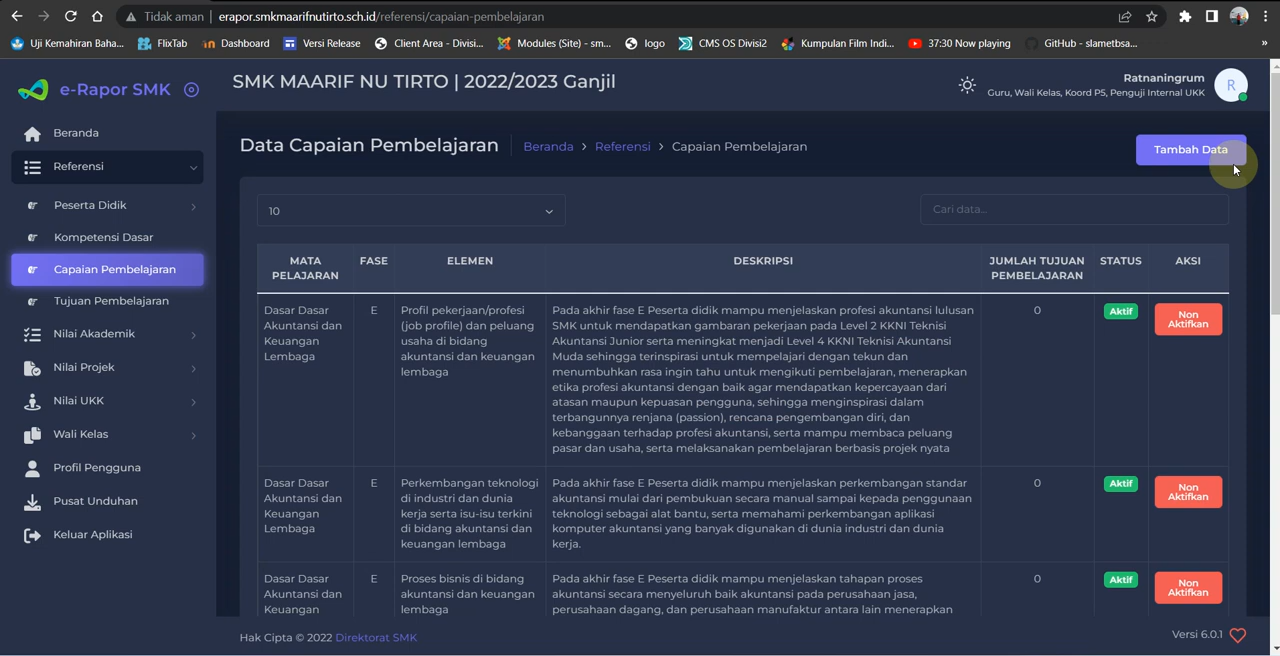 Tidak aman | erapor.smkmaarifnutirto.sch.id/referensi/capaian-pembelajaran
Uji Kemahiran Baha... FlixTab Dashboard Versi Release Client Area - Divisi... Modules (Site) - sm... logo CMS OS Divisi2 Kumpulan Film Indi... 37:30 Now playing GitHub - slametbsa... »
e-Rapor SMK
SMK MAARIF NU TIRTO | 2022/2023 Ganjil
Ratnaningrum
Guru, Wali Kelas, Koord P5, Penguji Internal UKK
R
Beranda
Referensi
Peserta Didik
Kompetensi Dasar
Capaian Pembelajaran
Tujuan Pembelajaran
Nilai Akademik
Nilai Projek
Nilai UKK
Wali Kelas
Profil Pengguna
Pusat Unduhan
Keluar Aplikasi
Data Capaian Pembelajaran
Beranda > Referensi > Capaian Pembelajaran
Tambah Data
10
Cari data...
MATA PELAJARAN
FASE
ELEMEN
DESKRIPSI
JUMLAH TUJUAN PEMBELAJARAN
STATUS
AKSI
Dasar Dasar
Akuntansi dan
Keuangan
Lembaga
E
Profil pekerjaan/profesi
(job profile) dan peluang
usaha di bidang
akuntansi dan keuangan
lembaga
Pada akhir fase E Peserta didik mampu menjelaskan profesi akuntansi lulusan
SMK untuk mendapatkan gambaran pekerjaan pada Level 2 KKNI Teknisi
Akuntansi Junior serta meningkat menjadi Level 4 KKNI Teknisi Akuntansi
Muda sehingga terinspirasi untuk mempelajari dengan tekun dan
menumbuhkan rasa ingin tahu untuk mengikuti pembelajaran, menerapkan
etika profesi akuntansi dengan baik agar mendapatkan kepercayaan dari
atasan maupun kepuasan pengguna, sehingga menginspirasi dalam
terbangunnya renjana (passion), rencana pengembangan diri, dan
kebanggaan terhadap profesi akuntansi, serta mampu membaca peluang
pasar dan usaha, serta melaksanakan pembelajaran berbasis projek nyata
0
Aktif
Non
Aktifkan
Dasar Dasar
Akuntansi dan
Keuangan
Lembaga
E
Perkembangan teknologi
di industri dan dunia
kerja serta isu-isu terkini
di bidang akuntansi dan
keuangan lembaga
Pada akhir fase E Peserta didik mampu menjelaskan perkembangan standar
akuntansi mulai dari pembukuan secara manual sampai kepada penggunaan
teknologi sebagai alat bantu, serta memahami perkembangan aplikasi
komputer akuntansi yang banyak digunakan di dunia industri dan dunia
kerja.
0
Aktif
Non
Aktifkan
Dasar Dasar
Akuntansi dan
Keuangan
E
Proses bisnis di bidang
akuntansi dan keuangan
lembaga
Pada akhir fase E Peserta didik mampu menjelaskan tahapan proses
akuntansi secara menyeluruh baik akuntansi pada perusahaan jasa,
perusahaan dagang, dan perusahaan manufaktur antara lain menerapkan
0
Aktif
Non
Aktifkan
Hak Cipta © 2022 Direktorat SMK
Versi 6.0.1